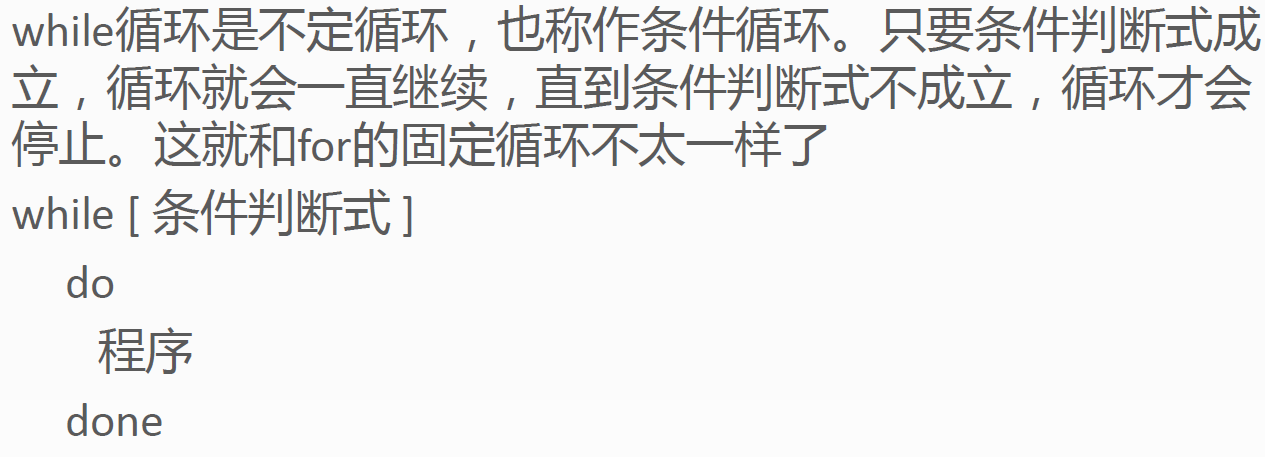 while循环是不定循环，也称作条件循环。只要条件判断式成
立，循环就会一直继续，直到条件判断式不成立，循环才会
停止。这就和for的固定循环不太一样了
while [ 条件判断式 ]
do
程序
done